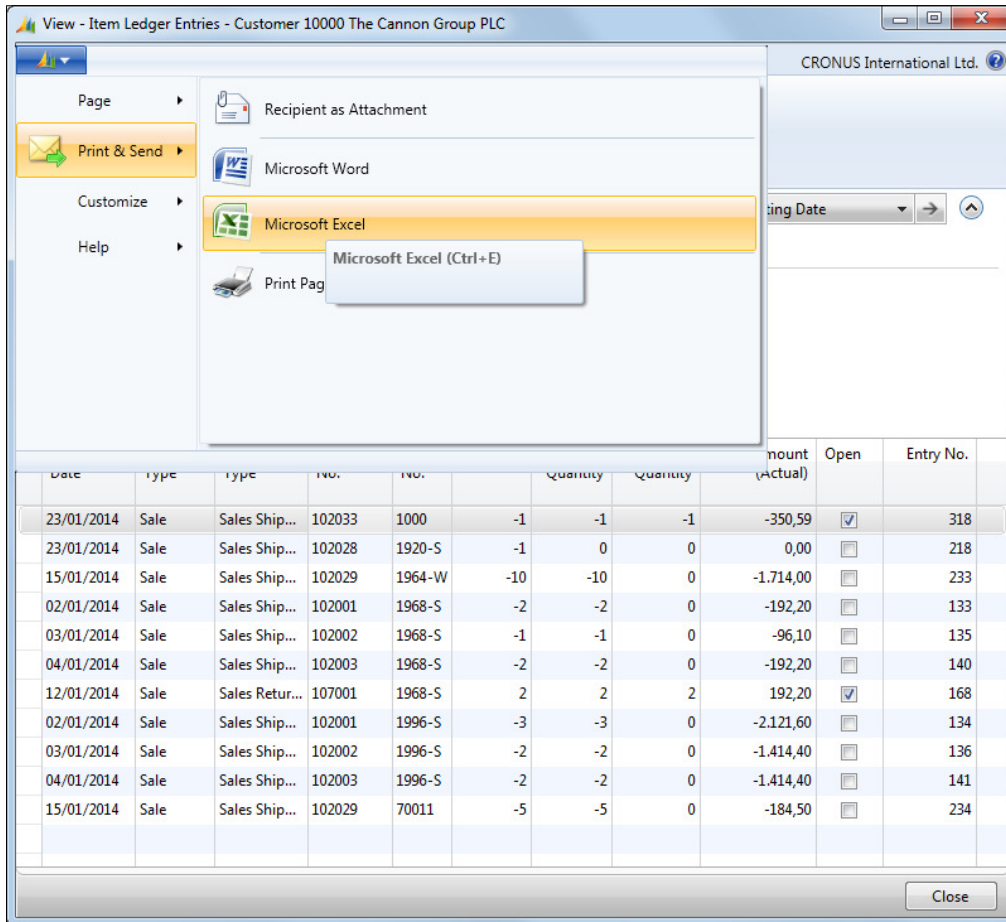 View - Item Ledger Entries - Customer 10000 The Cannon Group PLC
CRONUS International Ltd.
Page
Print & Send
Customize
Help
Recipient as Attachment
Microsoft Word
Microsoft Excel
Microsoft Excel (Ctrl+E)
Print Pag
ting Date
Date Type Type No. No. Quantity Quantity mount (Actual) Open Entry No.
23/01/2014 Sale Sales Ship... 102033 1000 -1 -1 -1 -350,59 318
23/01/2014 Sale Sales Ship... 102028 1920-S -1 0 0 0,00 218
15/01/2014 Sale Sales Ship... 102029 1964-W -10 -10 0 -1.714,00 233
02/01/2014 Sale Sales Ship... 102001 1968-S -2 -2 0 -192,20 133
03/01/2014 Sale Sales Ship... 102002 1968-S -1 -1 0 -96,10 135
04/01/2014 Sale Sales Ship... 102003 1968-S -2 -2 0 -192,20 140
12/01/2014 Sale Sales Retur... 107001 1968-S 2 2 2 192,20 168
02/01/2014 Sale Sales Ship... 102001 1996-S -3 -3 0 -2.121,60 134
03/01/2014 Sale Sales Ship... 102002 1996-S -2 -2 0 -1.414,40 136
04/01/2014 Sale Sales Ship... 102003 1996-S -2 -2 0 -1.414,40 141
15/01/2014 Sale Sales Ship... 102029 70011 -5 -5 0 -184,50 234
Close